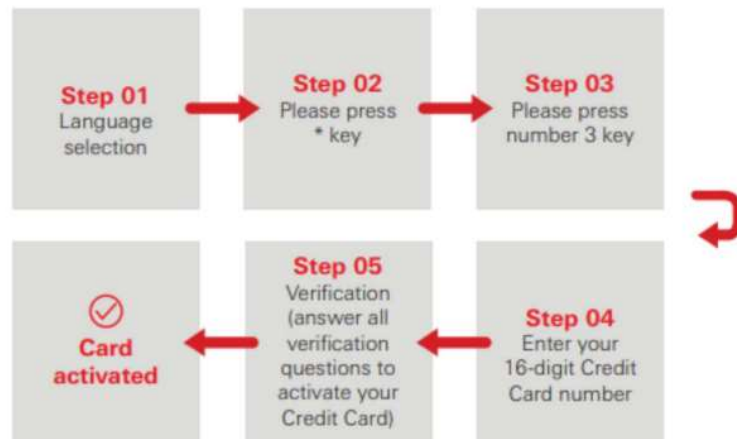 Step 01
Language
selection
Step 02
Please press
* key
Step 03
Please press
number 3 key
Step 04
Enter your
16-digit Credit
Card number
Step 05
Verification
(answer all
verification
questions to
activate your
Credit Card)
Card
activated